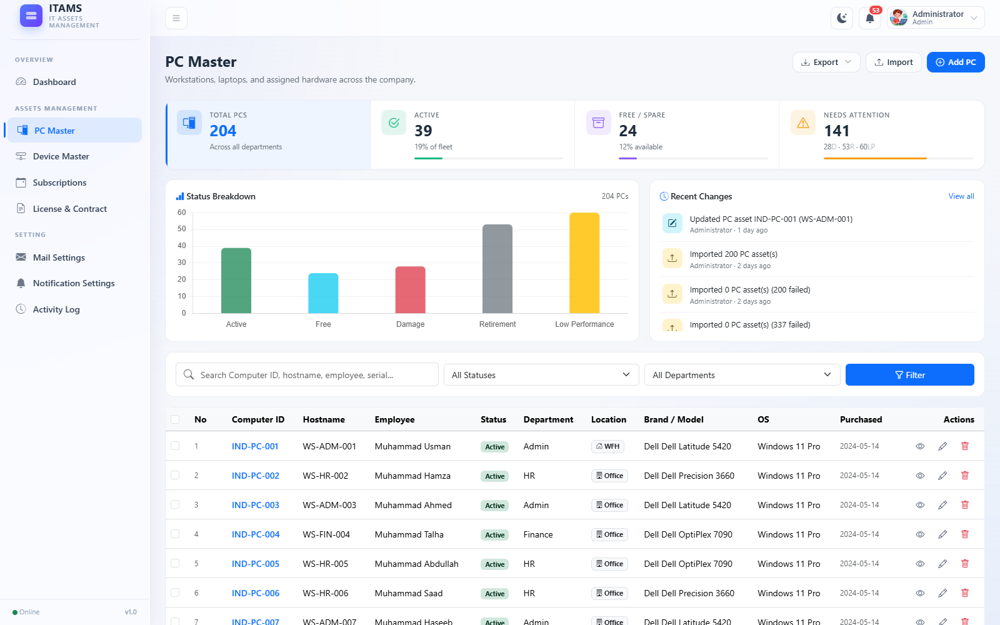 ITAMS
IT ASSETS
MANAGEMENT
OVERVIEW
Dashboard
ASSETS MANAGEMENT
PC Master
Device Master
Subscriptions
License & Contract
SETTING
Mail Settings
Notification Settings
Activity Log
Online v1.0
53
Administrator
Admin
PC Master
Workstations, laptops, and assigned hardware across the company.
Export
Import
Add PC
TOTAL PCS
204
Across all departments
ACTIVE
39
19% of fleet
FREE / SPARE
24
12% available
NEEDS ATTENTION
141
28D · 53R · 60LP
Status Breakdown 204 PCs
60
50
40
30
20
10
0
Active Free Damage Retirement Low Performance
Recent Changes View all
Updated PC asset IND-PC-001 (WS-ADM-001)
Administrator · 1 day ago
Imported 200 PC asset(s)
Administrator · 2 days ago
Imported 0 PC asset(s) (200 failed)
Administrator · 2 days ago
Imported 0 PC asset(s) (337 failed)
Search Computer ID, hostname, employee, serial... All Statuses All Departments Filter
No Computer ID Hostname Employee Status Department Location Brand / Model OS Purchased Actions
1 IND-PC-001 WS-ADM-001 Muhammad Usman Active Admin WFH Dell Dell Latitude 5420 Windows 11 Pro 2024-05-14
2 IND-PC-002 WS-HR-002 Muhammad Hamza Active HR Office Dell Dell Precision 3660 Windows 11 Pro 2024-05-14
3 IND-PC-003 WS-ADM-003 Muhammad Ahmed Active Admin Office Dell Dell Latitude 5420 Windows 11 Pro 2024-05-14
4 IND-PC-004 WS-FIN-004 Muhammad Talha Active Finance Office Dell Dell OptiPlex 7090 Windows 11 Pro 2024-05-14
5 IND-PC-005 WS-HR-005 Muhammad Abdullah Active HR Office Dell Dell OptiPlex 7090 Windows 11 Pro 2024-05-14
6 IND-PC-006 WS-HR-006 Muhammad Saad Active HR Office Dell Dell Precision 3660 Windows 11 Pro 2024-05-14
7 IND-PC-007 WS-ADM-007 Muhammad Haseeb Active Admin Office Dell Dell Latitude 5420 Windows 11 Pro 2024-05-14